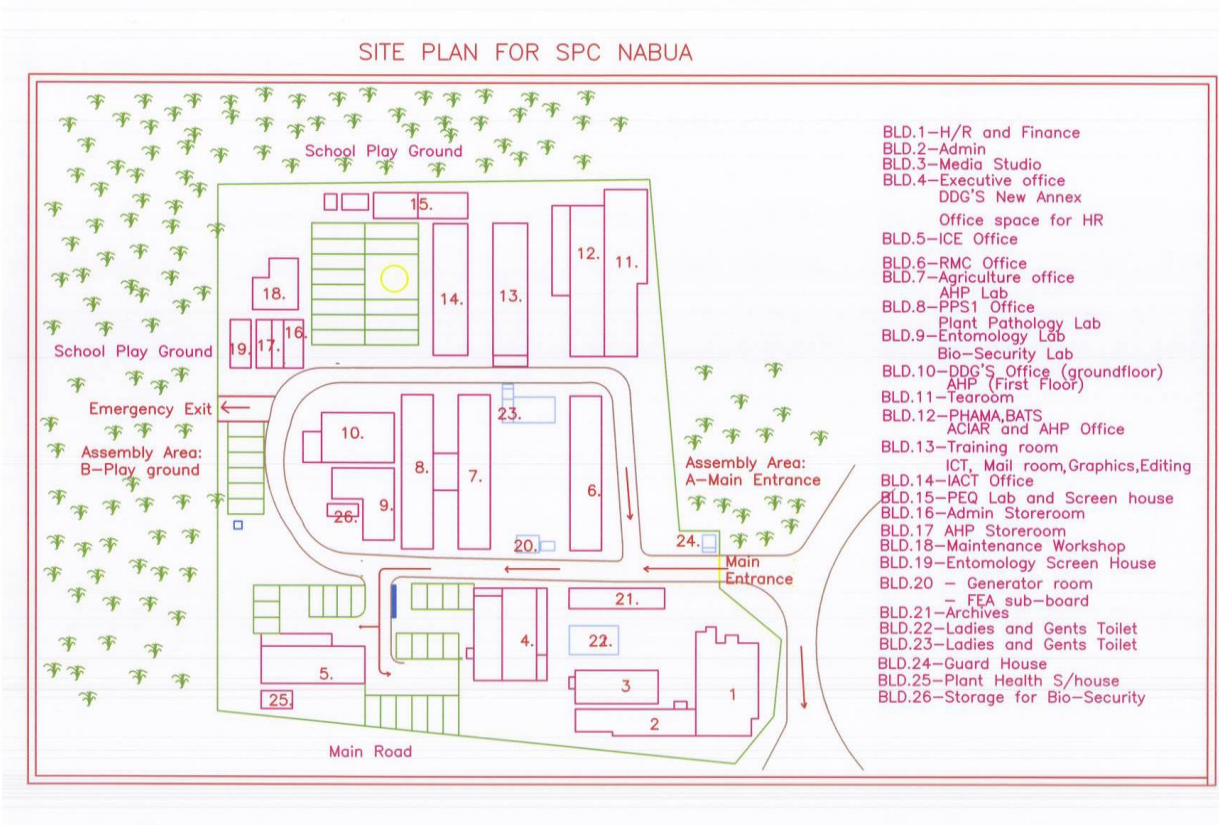 SITE PLAN FOR SPC NABUA
School Play Ground
15.
12.
11.
18.
14.
13.
19.
17.
16.
School Play Ground
Emergency Exit
23.
10.
8.
7.
6.
9.
26.
Assembly Area:
B-Play ground
Assembly Area:
A-Main Entrance
20.
24.
Main
Entrance
21.
4.
22.
5.
3
1
25.
2
Main Road
BLD.1-H/R and Finance
BLD.2-Admin
BLD.3-Media Studio
BLD.4-Executive office
DDG'S New Annex
Office space for HR
BLD.5-ICE Office
BLD.6-RMC Office
BLD.7-Agriculture office
AHP Lab
BLD.8-PPS1 Office
Plant Pathology Lab
BLD.9-Entomology Lab
Bio-Security Lab
BLD.10-DDG'S Office (groundfloor)
AHP (First Floor)
BLD.11-Tearoom
BLD.12-PHAMA,BATS
ACIAR and AHP Office
BLD.13-Training room
ICT, Mail room,Graphics,Editing
BLD.14-IACT Office
BLD.15-PEQ Lab and Screen house
BLD.16-Admin Storeroom
BLD.17 AHP Storeroom
BLD.18-Maintenance Workshop
BLD.19-Entomology Screen House
BLD.20 - Generator room
- FEA sub-board
BLD.21-Archives
BLD.22-Ladies and Gents Toilet
BLD.23-Ladies and Gents Toilet
BLD.24-Guard House
BLD.25-Plant Health S/house
BLD.26-Storage for Bio-Security